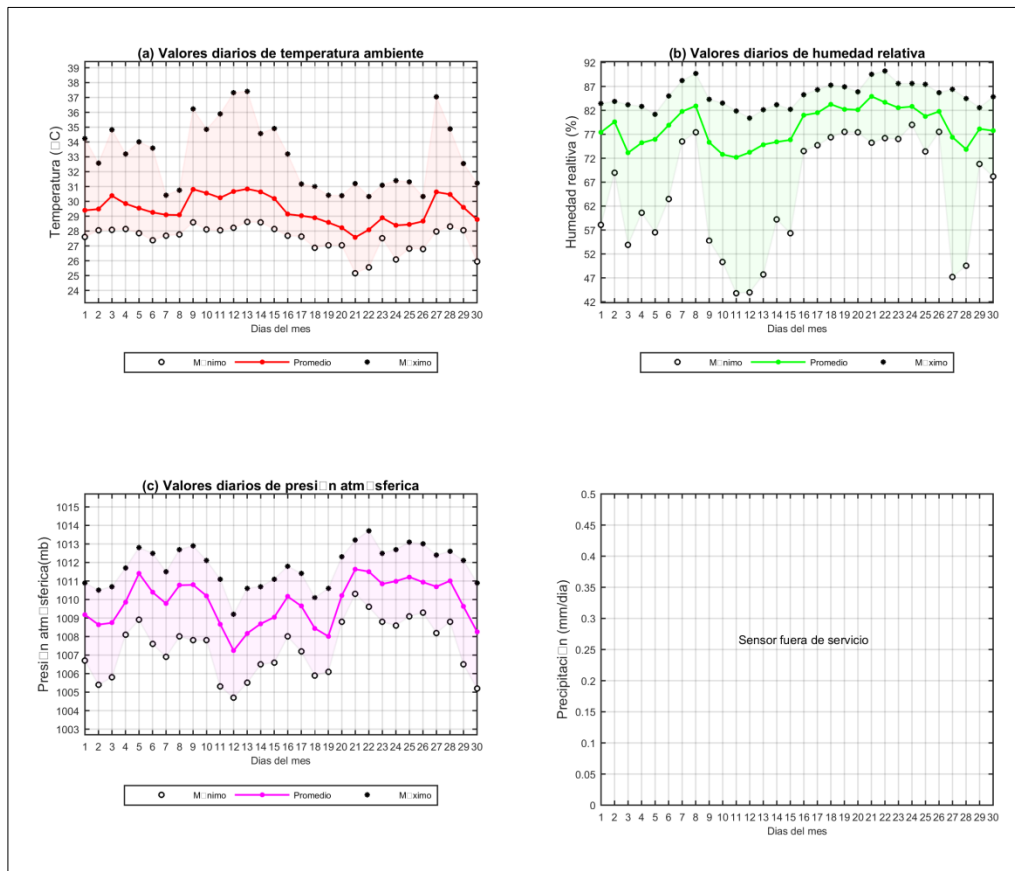 (a) Valores diarios de temperatura ambiente
Temperatura (□C)
39
38
37
36
35
34
33
32
31
30
29
28
27
26
25
24
1 2 3 4 5 6 7 8 9 10 11 12 13 14 15 16 17 18 19 20 21 22 23 24 25 26 27 28 29 30
Dias del mes
M□nimo Promedio M□ximo
(b) Valores diarios de humedad relativa
Humedad realtiva (%)
92
87
82
77
72
67
62
57
52
47
42
1 2 3 4 5 6 7 8 9 10 11 12 13 14 15 16 17 18 19 20 21 22 23 24 25 26 27 28 29 30
Dias del mes
M□nimo Promedio M□ximo
(c) Valores diarios de presi□n atm□sferica
Presi□n atm□sferica(mb)
1015
1014
1013
1012
1011
1010
1009
1008
1007
1006
1005
1004
1003
1 2 3 4 5 6 7 8 9 10 11 12 13 14 15 16 17 18 19 20 21 22 23 24 25 26 27 28 29 30
Dias del mes
M□nimo Promedio M□ximo
Precipitaci□n (mm/dia)
0.5
0.45
0.4
0.35
0.3
0.25
0.2
0.15
0.1
0.05
0
Sensor fuera de servicio
1 2 3 4 5 6 7 8 9 10 11 12 13 14 15 16 17 18 19 20 21 22 23 24 25 26 27 28 29 30
Dias del mes